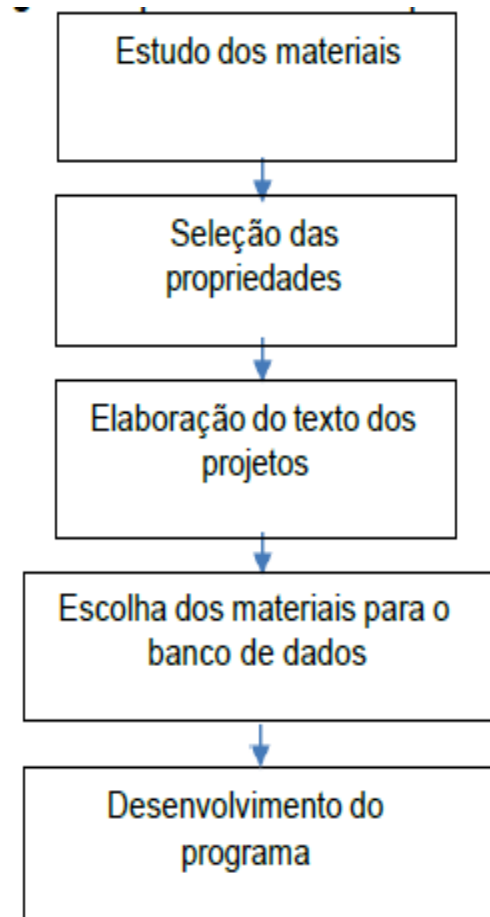 Estudo dos materiais
Seleção das
propriedades
Elaboração do texto dos
projetos
Escolha dos materiais para o
banco de dados
Desenvolvimento do
programa